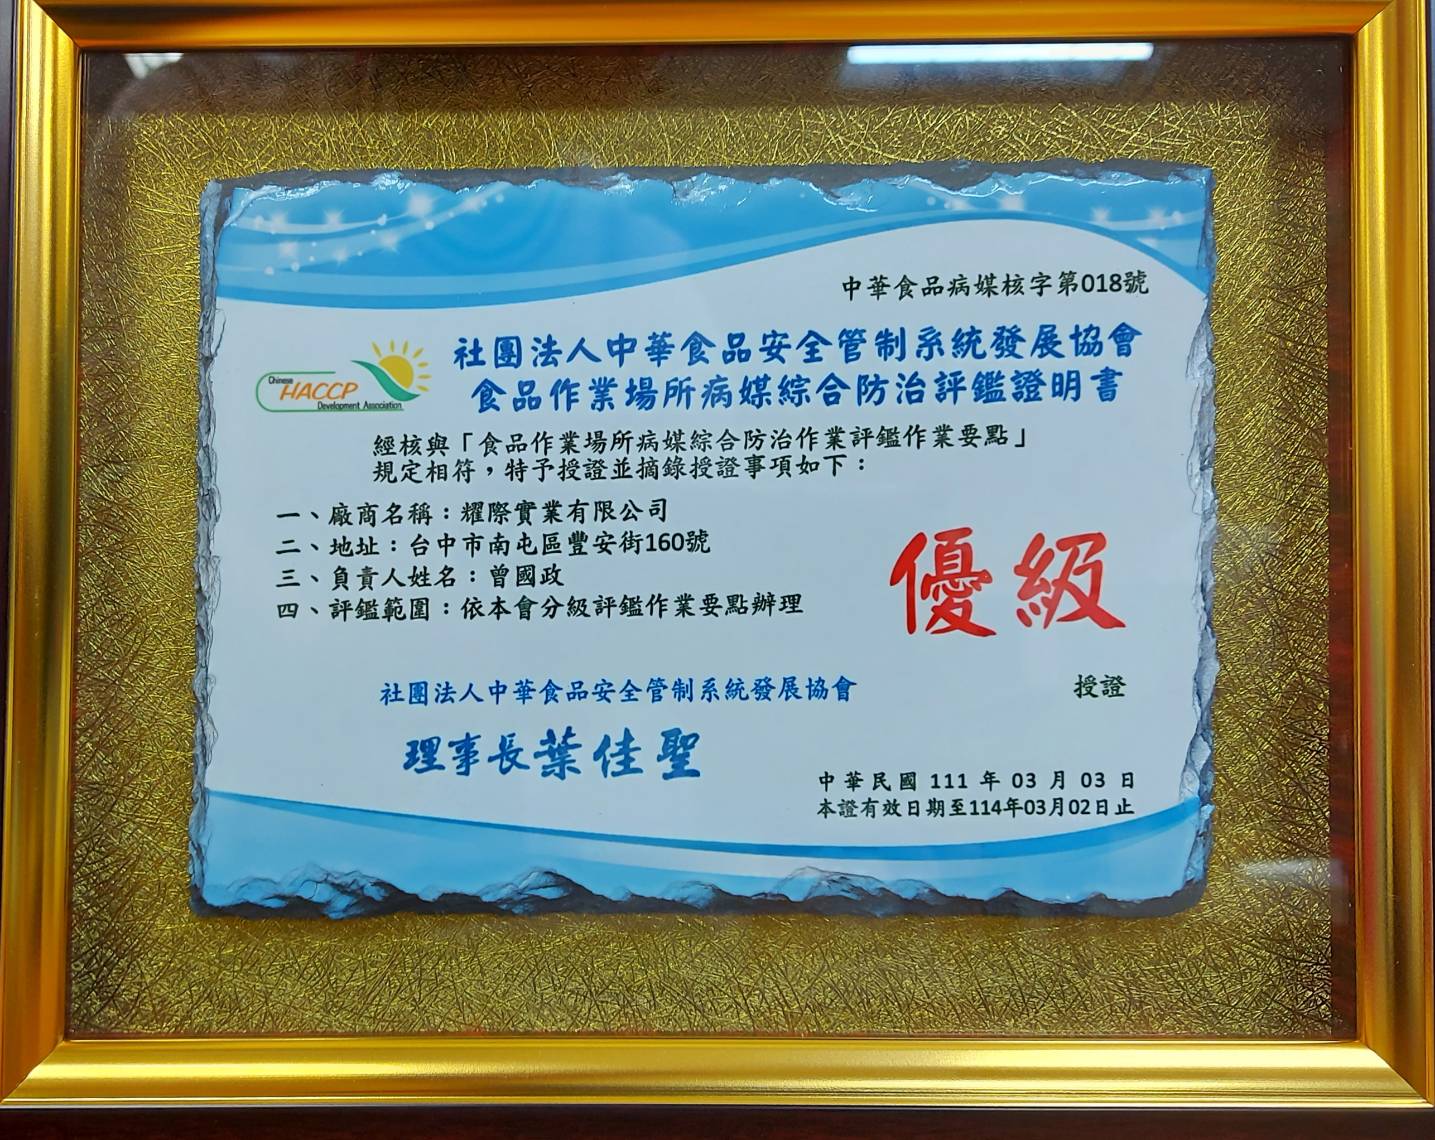 中華食品病媒核字第018號
社團法人中華食品安全管制系統發展協會
Chinese
HACCP
Development Association
食品作業場所病媒綜合防治評鑑證明書
經核與「食品作業場所病媒綜合防治作業評鑑作業要點」
規定相符，特予授證並摘錄授證事項如下：
一、廠商名稱：耀際實業有限公司
二、地址：台中市南屯區豐安街160號
三、負責人姓名：曾國政
四、評鑑範圍：依本會分級評鑑作業要點辦理
優級
社團法人中華食品安全管制系統發展協會 授證
理事長葉佳聖
中華民國 111 年 03 月 03 日
本證有效日期至114年03月02日止